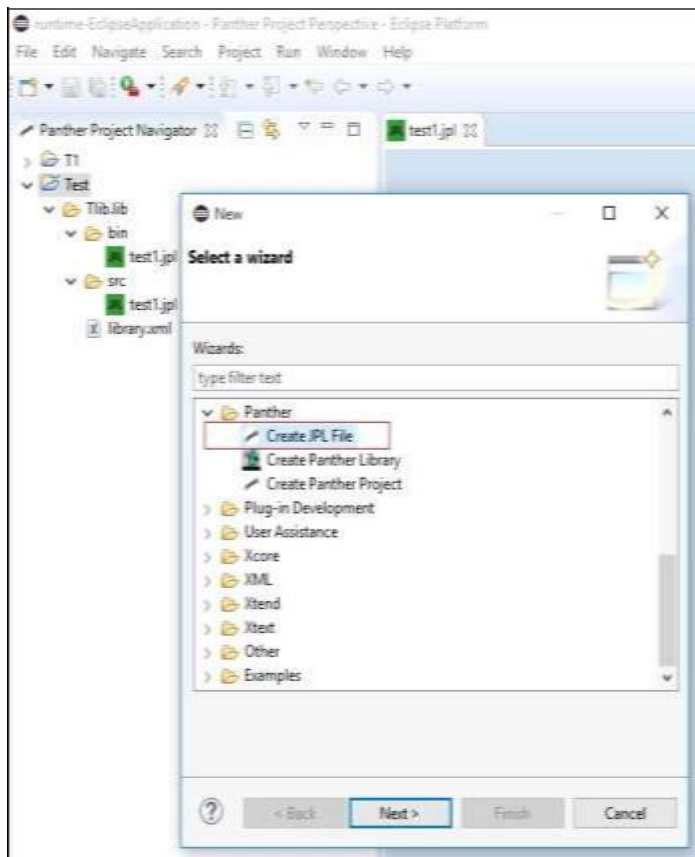 runtime-EclipseApplication - Panther Project Perspective - Eclipse Platform
File Edit Navigate Search Project Run Window Help
Panther Project Navigator
test1.jpl
T1
Test
Tlib.lib
bin
test1.jpl
src
test1.jpl
library.xml
New
Select a wizard
Wizards:
type filter text
Panther
Create JPL File
Create Panther Library
Create Panther Project
Plug-in Development
User Assistance
Xcore
XML
Xtend
Xtext
Other
Examples
? < Back Next > Finish Cancel